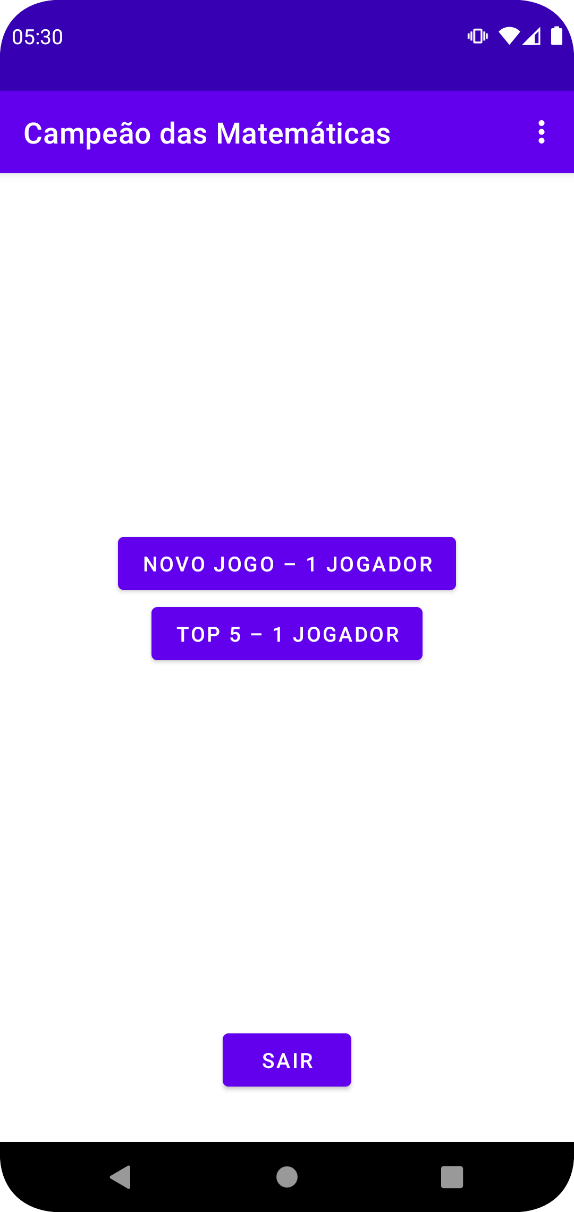 05:30
Campeão das Matemáticas
NOVO JOGO – 1 JOGADOR
TOP 5 – 1 JOGADOR
SAIR